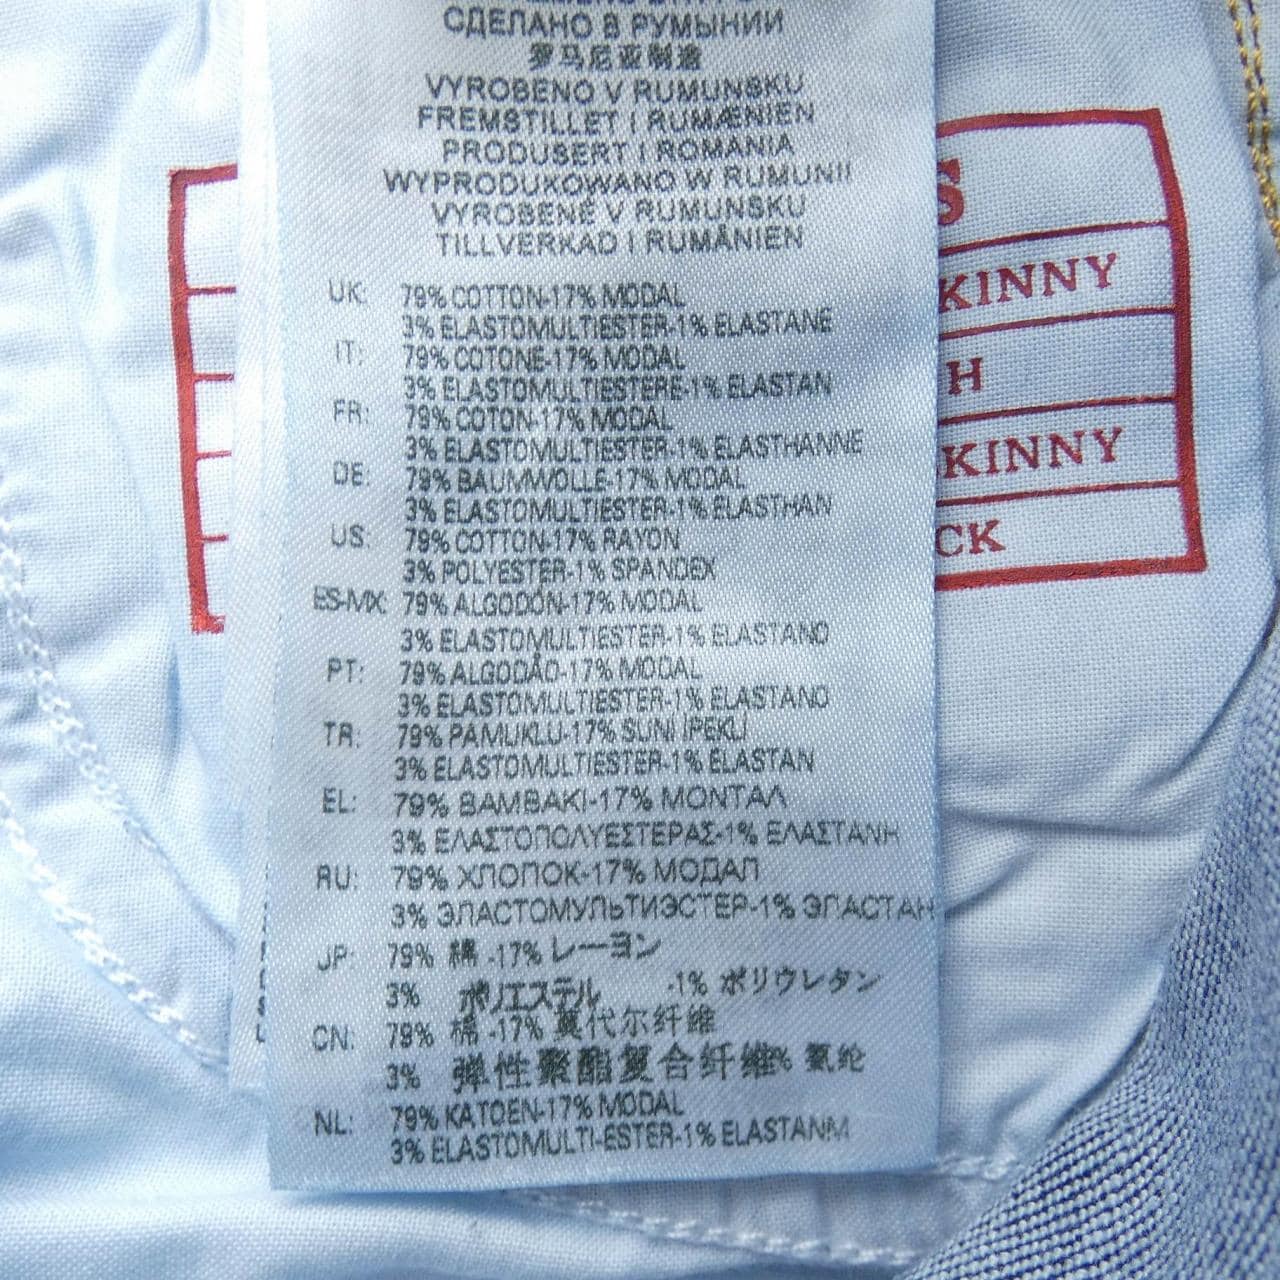 СДЕЛАНО В РУМЫНИИ
罗马尼亚制造
VYROBENO V RUMUNSKU
FREMSTILLET I RUMÆNIEN
PRODUSERT I ROMANIA
WYPRODUKOWANO W RUMUNII
VYROBENÉ V RUMUNSKU
TILLVERKAD I RUMÄNIEN
UK: 79% COTTON-17% MODAL
3% ELASTOMULTIESTER-1% ELASTANE
IT: 79% COTONE-17% MODAL
3% ELASTOMULTIESTERE-1% ELASTAN
FR: 79% COTON-17% MODAL
3% ELASTOMULTIESTER-1% ELASTHANNE
DE: 79% BAUMWOLLE-17% MODAL
3% ELASTOMULTIESTER-1% ELASTHAN
US: 79% COTTON-17% RAYON
3% POLYESTER-1% SPANDEX
ES-MX: 79% ALGODÓN-17% MODAL
3% ELASTOMULTIESTER-1% ELASTANO
PT: 79% ALGODÃO-17% MODAL
3% ELASTOMULTIESTER-1% ELASTANO
TR: 79% PAMUKLU-17% SUNI IPEKLI
3% ELASTOMULTIESTER-1% ELASTAN
EL: 79% ΒΑΜΒΑΚΙ-17% ΜΟΝΤΑΛ
3% ΕΛΑΣΤΟΠΟΛΥΕΣΤΕΡΑΣ-1% ΕΛΑΣΤΑΝΗ
RU: 79% ХЛОПОК-17% МОДАЛ
3% ЭЛАСТОМУЛЬТИЭСТЕР-1% ЭЛАСТАН
JP: 79% 綿 -17% レーヨン
3% ポリエステル -1% ポリウレタン
CN: 79% 棉 -17% 莫代尔纤维
3% 弹性聚酯复合纤维% 氨纶
NL: 79% KATOEN-17% MODAL
3% ELASTOMULTI-ESTER-1% ELASTANM
S
KINNY
H
KINNY
CK